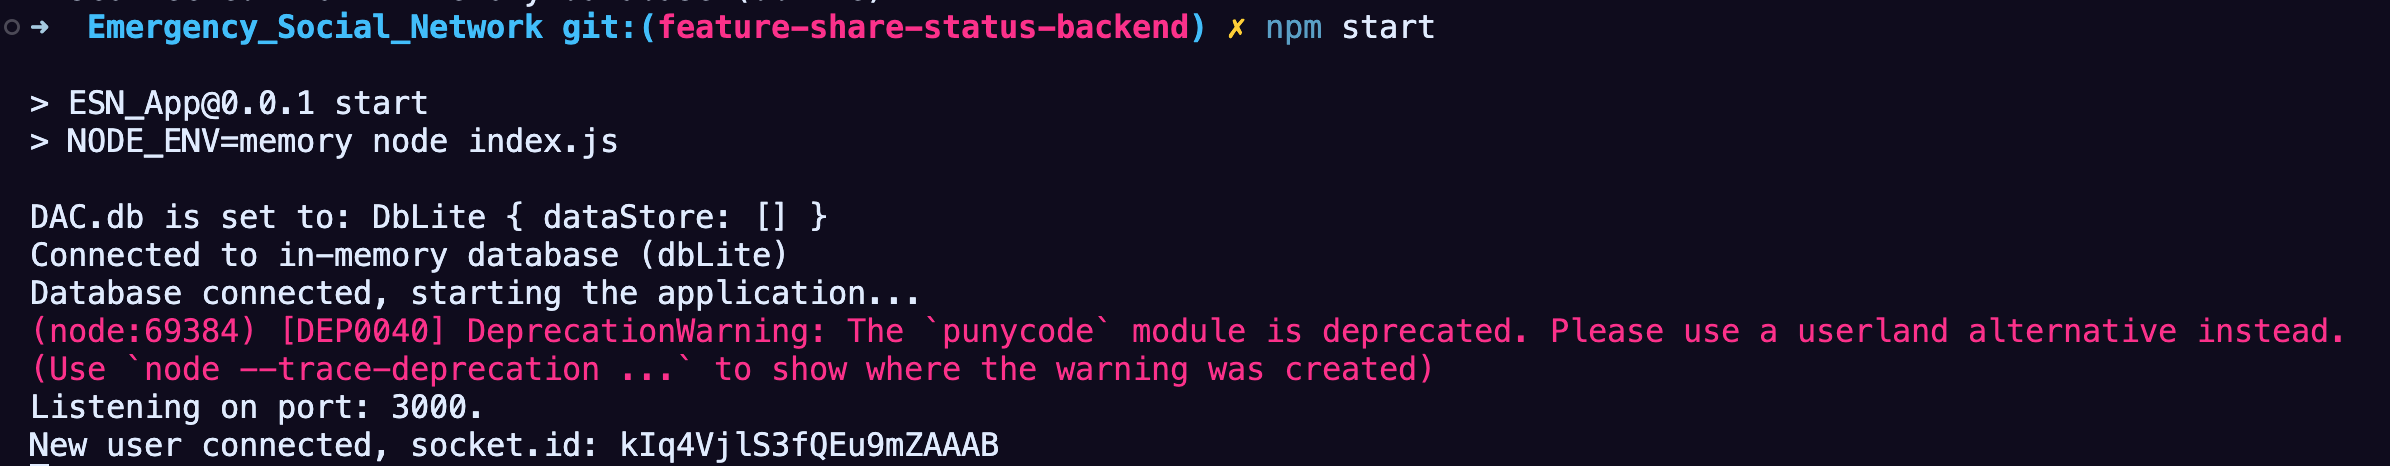 ➜ Emergency_Social_Network git:(feature-share-status-backend) ✗ npm start
> ESN_App@0.0.1 start
> NODE_ENV=memory node index.js
DAC.db is set to: DbLite { dataStore: [] }
Connected to in-memory database (dbLite)
Database connected, starting the application...
(node:69384) [DEP0040] DeprecationWarning: The `punycode` module is deprecated. Please use a userland alternative instead.
(Use `node --trace-deprecation ...` to show where the warning was created)
Listening on port: 3000.
New user connected, socket.id: kIq4VjlS3fQEu9mZAAAB